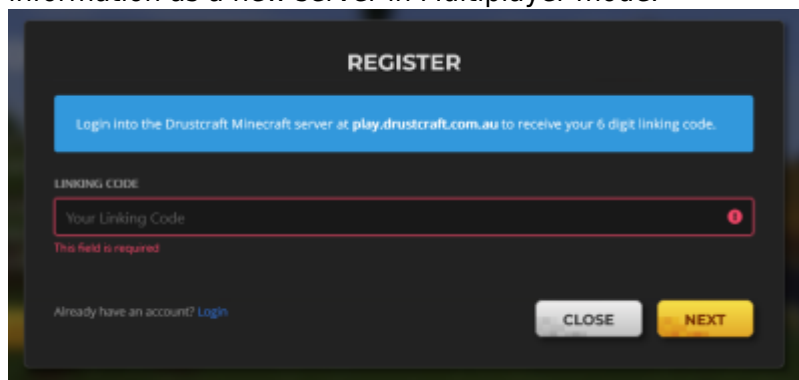 information as a new server in Multiplayer mode.
REGISTER
Login into the Drustcraft Minecraft server at play.drustcraft.com.au to receive your 6 digit linking code.
LINKING CODE
Your Linking Code
This field is required
Already have an account? Login
CLOSE
NEXT